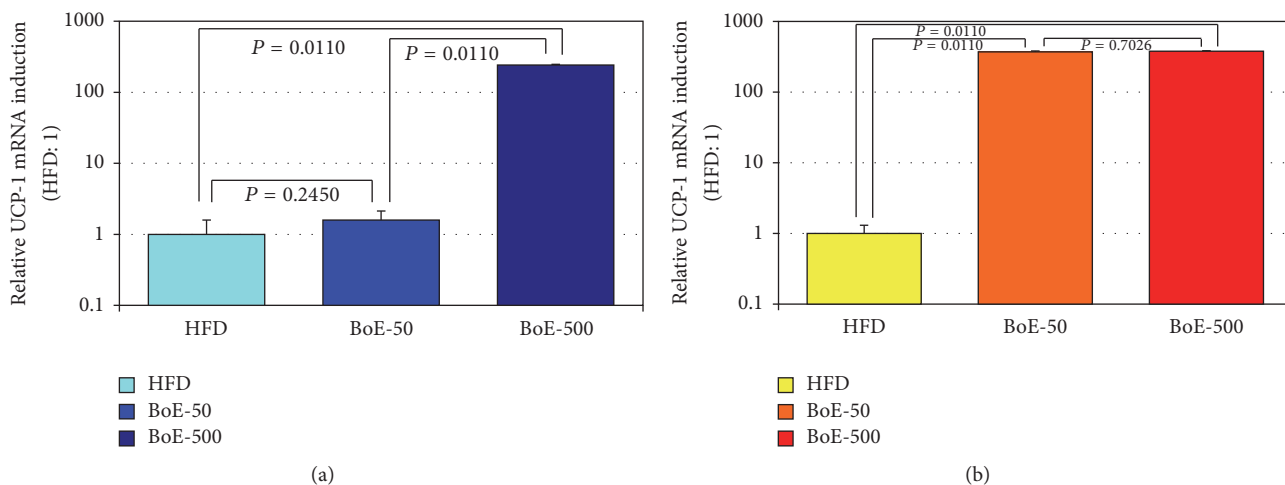 Relative UCP-1 mRNA induction
(HFD: 1)
1000
100
10
1
0.1
P = 0.0110
P = 0.0110
P = 0.2450
HFD
BoE-50
BoE-500
HFD
BoE-50
BoE-500
(a)
Relative UCP-1 mRNA induction
(HFD: 1)
1000
100
10
1
0.1
P = 0.0110
P = 0.0110
P = 0.7026
HFD
BoE-50
BoE-500
HFD
BoE-50
BoE-500
(b)